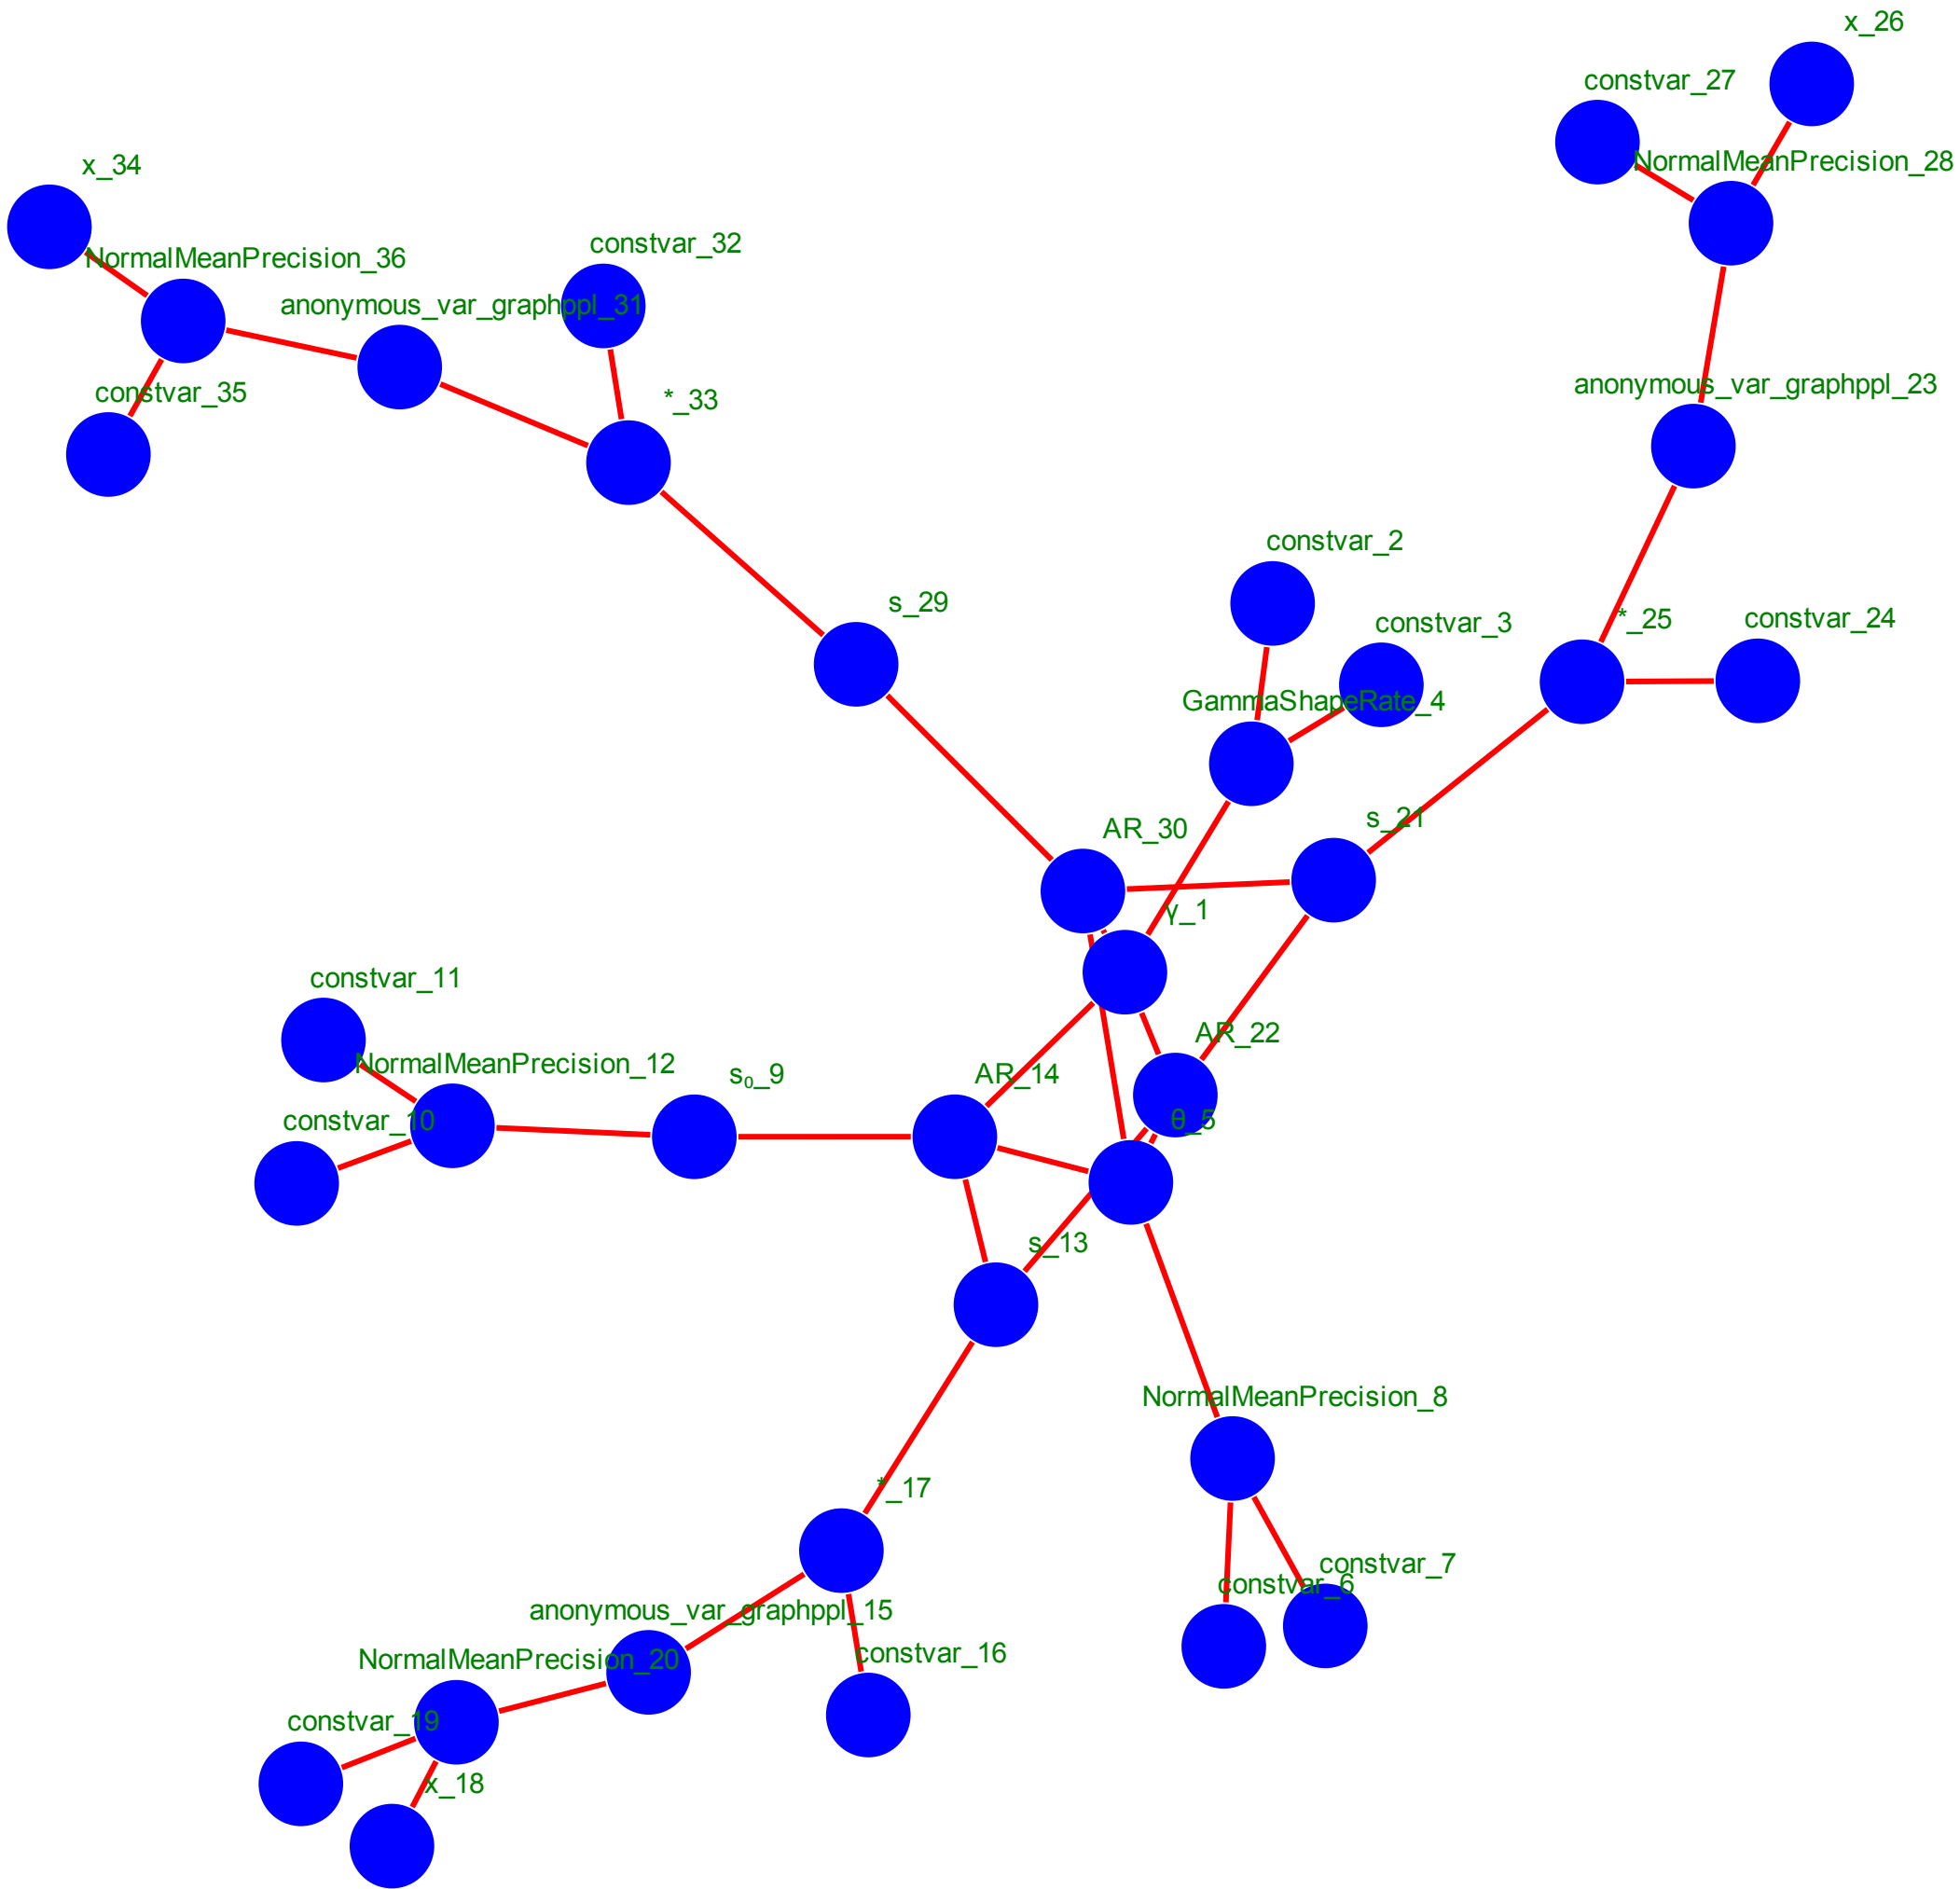 x_26
constvar_27
NormalMeanPrecision_28
x_34
constvar_32
NormalMeanPrecision_36
anonymous_var_graphppl_31
constvar_35
anonymous_var_graphppl_23
*_33
constvar_2
s_29
constvar_3
*_25
constvar_24
GammaShapeRate_4
s_21
AR_30
γ_1
constvar_11
AR_22
NormalMeanPrecision_12
s₀_9
AR_14
constvar_10
θ_5
s_13
NormalMeanPrecision_8
*_17
constvar_7
constvar_6
anonymous_var_graphppl_15
constvar_16
NormalMeanPrecision_20
constvar_19
x_18